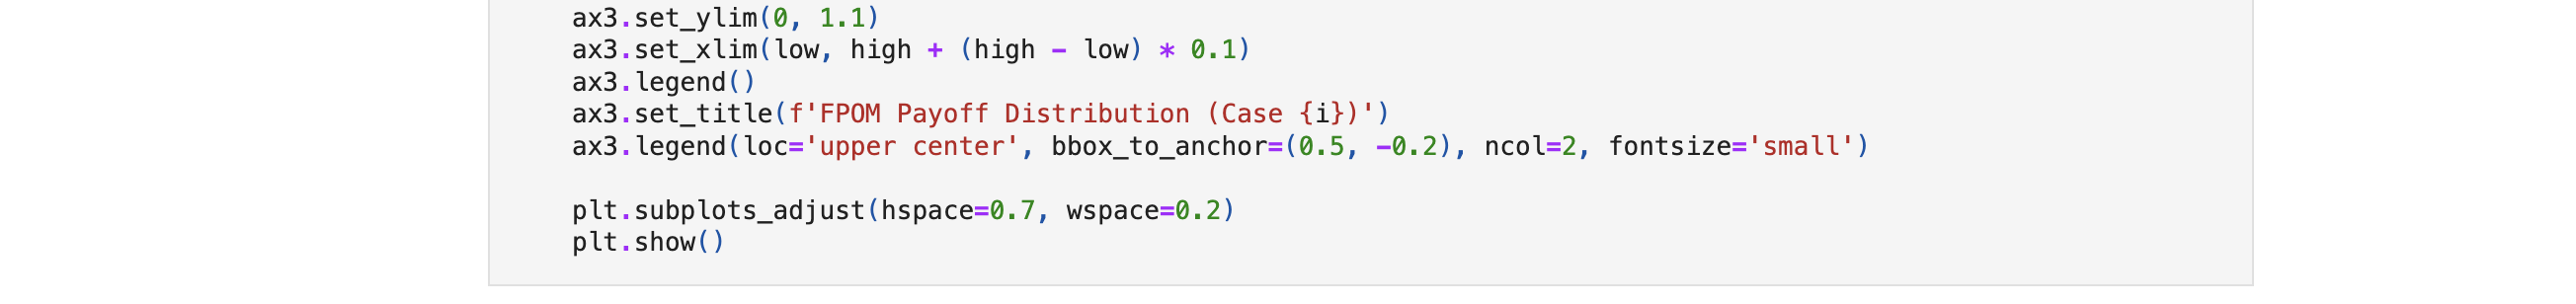 ax3.set_ylim(0, 1.1)
ax3.set_xlim(low, high + (high - low) * 0.1)
ax3.legend()
ax3.set_title(f'FPOM Payoff Distribution (Case {i})')
ax3.legend(loc='upper center', bbox_to_anchor=(0.5, -0.2), ncol=2, fontsize='small')
plt.subplots_adjust(hspace=0.7, wspace=0.2)
plt.show()